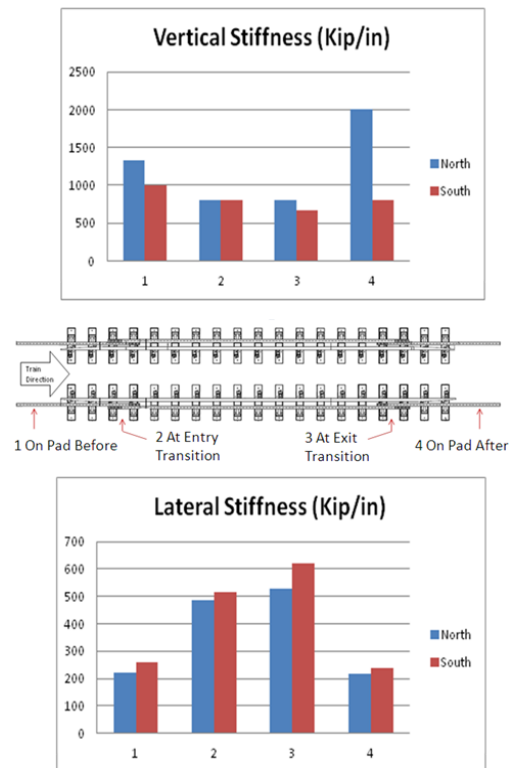 Vertical Stiffness (Kip/in)
2500
2000
1500
1000
500
0
1 2 3 4
North
South
Train
Direction
1 On Pad Before
2 At Entry
Transition
3 At Exit
Transition
4 On Pad After
Lateral Stiffness (Kip/in)
700
600
500
400
300
200
100
0
1 2 3 4
North
South